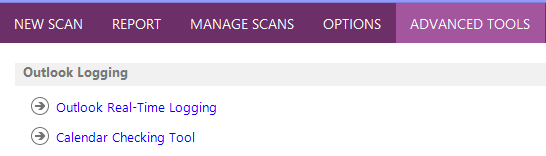 NEW SCAN REPORT MANAGE SCANS OPTIONS ADVANCED TOOLS
Outlook Logging
Outlook Real-Time Logging
Calendar Checking Tool